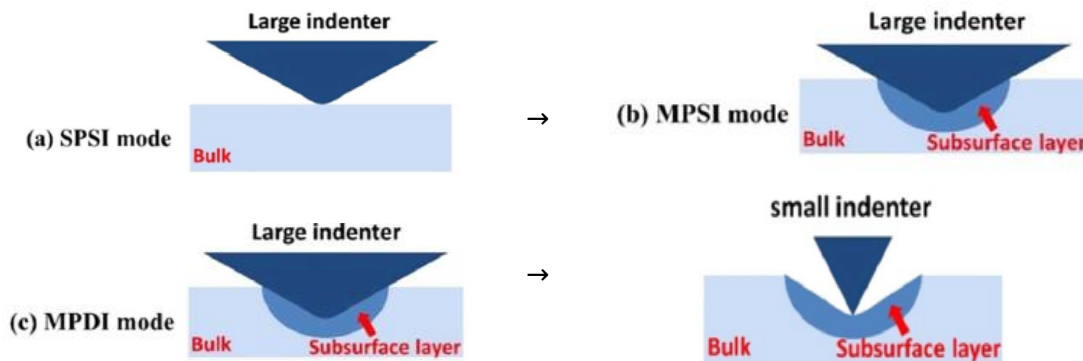 Large indenter
(a) SPSI mode
Bulk
→
Large indenter
(b) MPSI mode
Bulk
Subsurface layer
Large indenter
(c) MPDI mode
Bulk
Subsurface layer
→
small indenter
Bulk
Subsurface layer